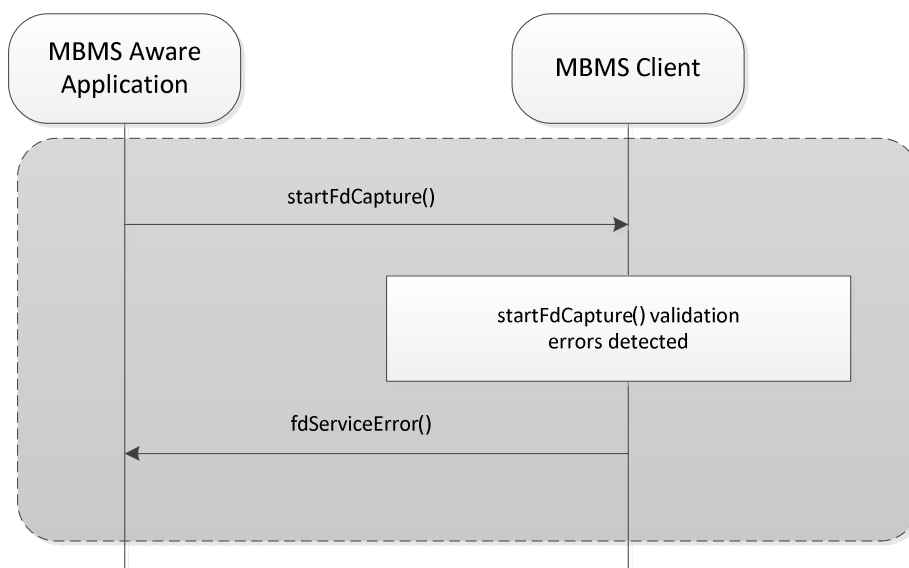 MBMS Aware
Application
MBMS Client
startFdCapture()
startFdCapture() validation
errors detected
fdServiceError()